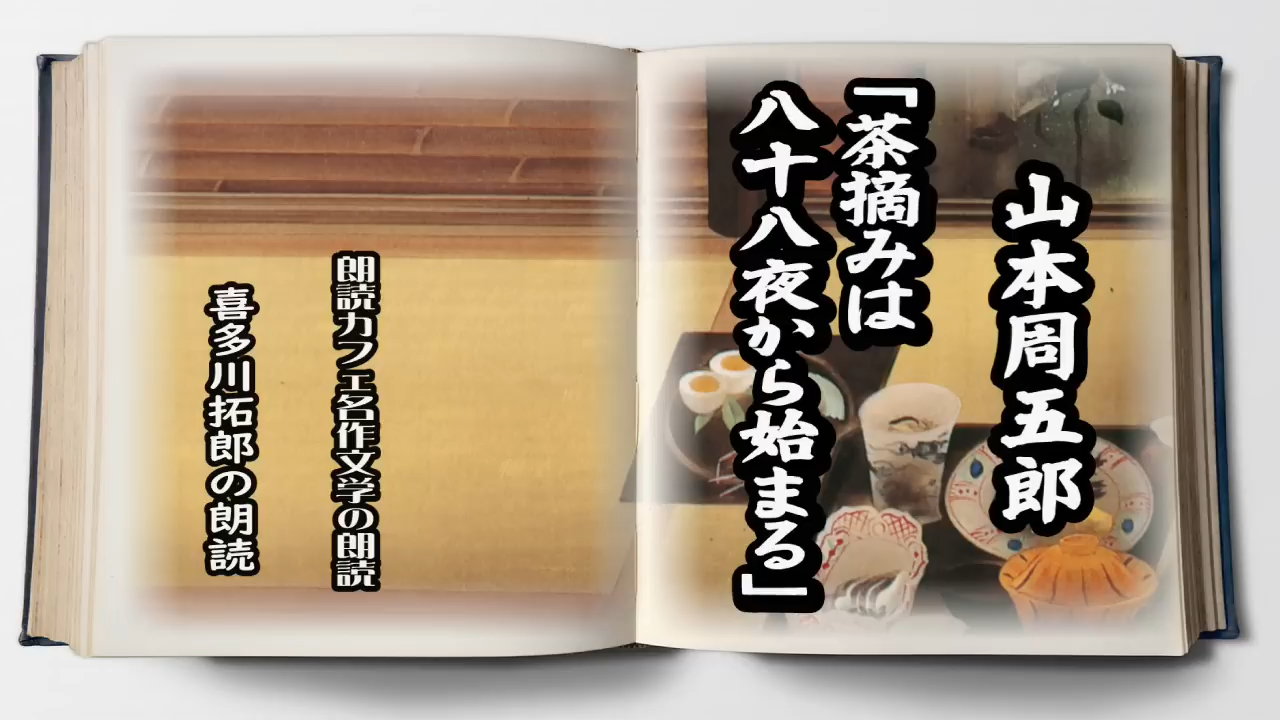 山本周五郎
「茶摘みは
八十八夜から始まる」
朗読カフェ名作文学の朗読
喜多川拓郎の朗読